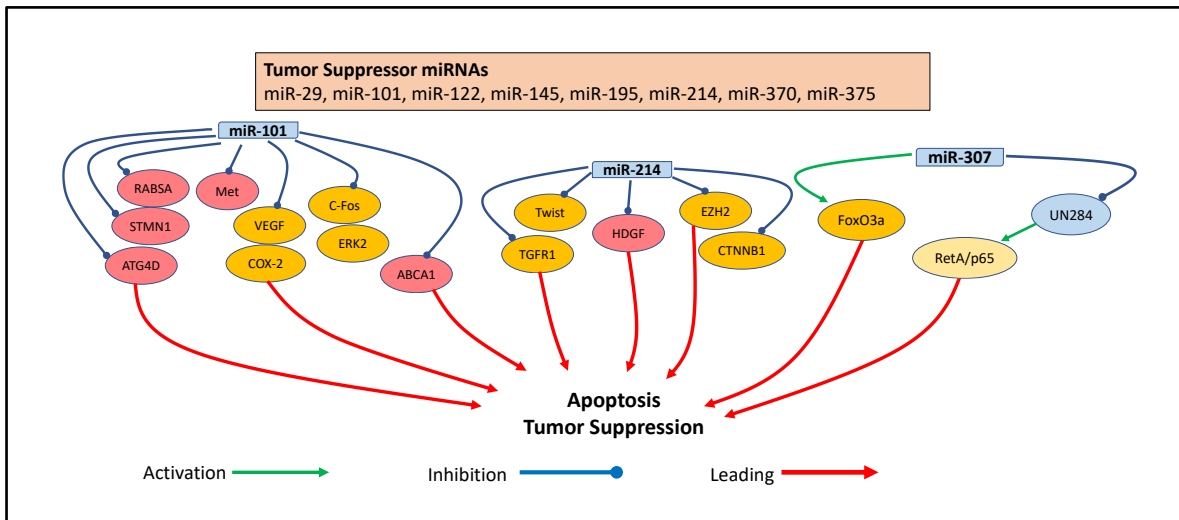 Tumor Suppressor miRNAs
miR-29, miR-101, miR-122, miR-145, miR-195, miR-214, miR-370, miR-375
miR-101
miR-214
miR-307
RABSA
Met
C-Fos
Twist
EZH2
FoxO3a
UN284
STMN1
VEGF
ERK2
HDGF
CTNNB1
ATG4D
COX-2
ABCA1
TGFR1
RetA/p65
Apoptosis
Tumor Suppression
Activation
Inhibition
Leading